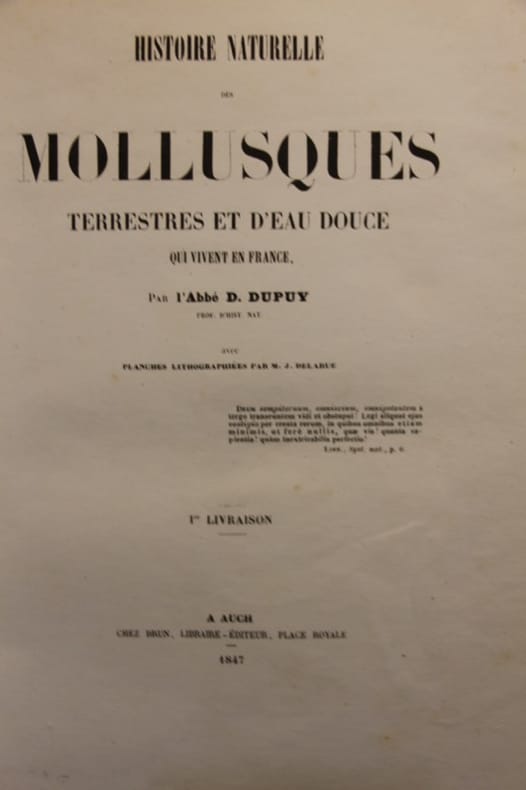 HISTOIRE NATURELLE
DES
MOLLUSQUES
TERRESTRES ET D'EAU DOUCE
QUI VIVENT EN FRANCE,
PAR l'Abbé D. DUPUY
PROF. D'HIST. NAT.
avec
PLANCHES LITHOGRAPHIÉES PAR M. J. DELARUE
Deum sempiternum, omniscium, omnipotentem à
tergo transeuntem vidi et obstupui! Legi aliquot ejus
vestigia per creata rerum, in quibus omnibus etiam
minimis, ut ferè nullis, quæ vis! quanta sa-
pientia! quàm inextricabilis perfectio!
LINN., Syst. nat., p. 6.
1re LIVRAISON
A AUCH
CHEZ BRUN, LIBRAIRE-ÉDITEUR, PLACE ROYALE
1847